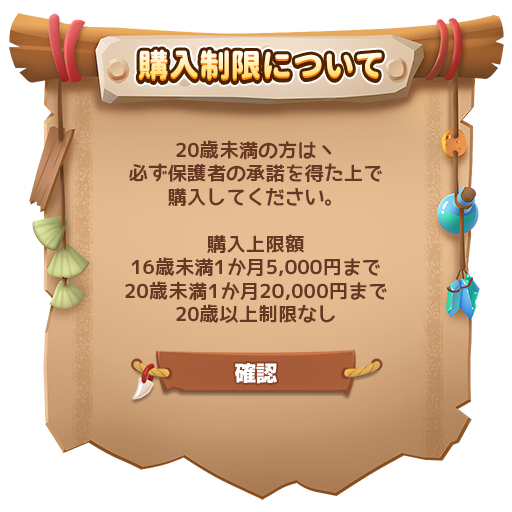 購入制限について
20歳未満の方は、
必ず保護者の承諾を得た上で
購入してください。
購入上限額
16歳未満1か月5,000円まで
20歳未満1か月20,000円まで
20歳以上制限なし
確認